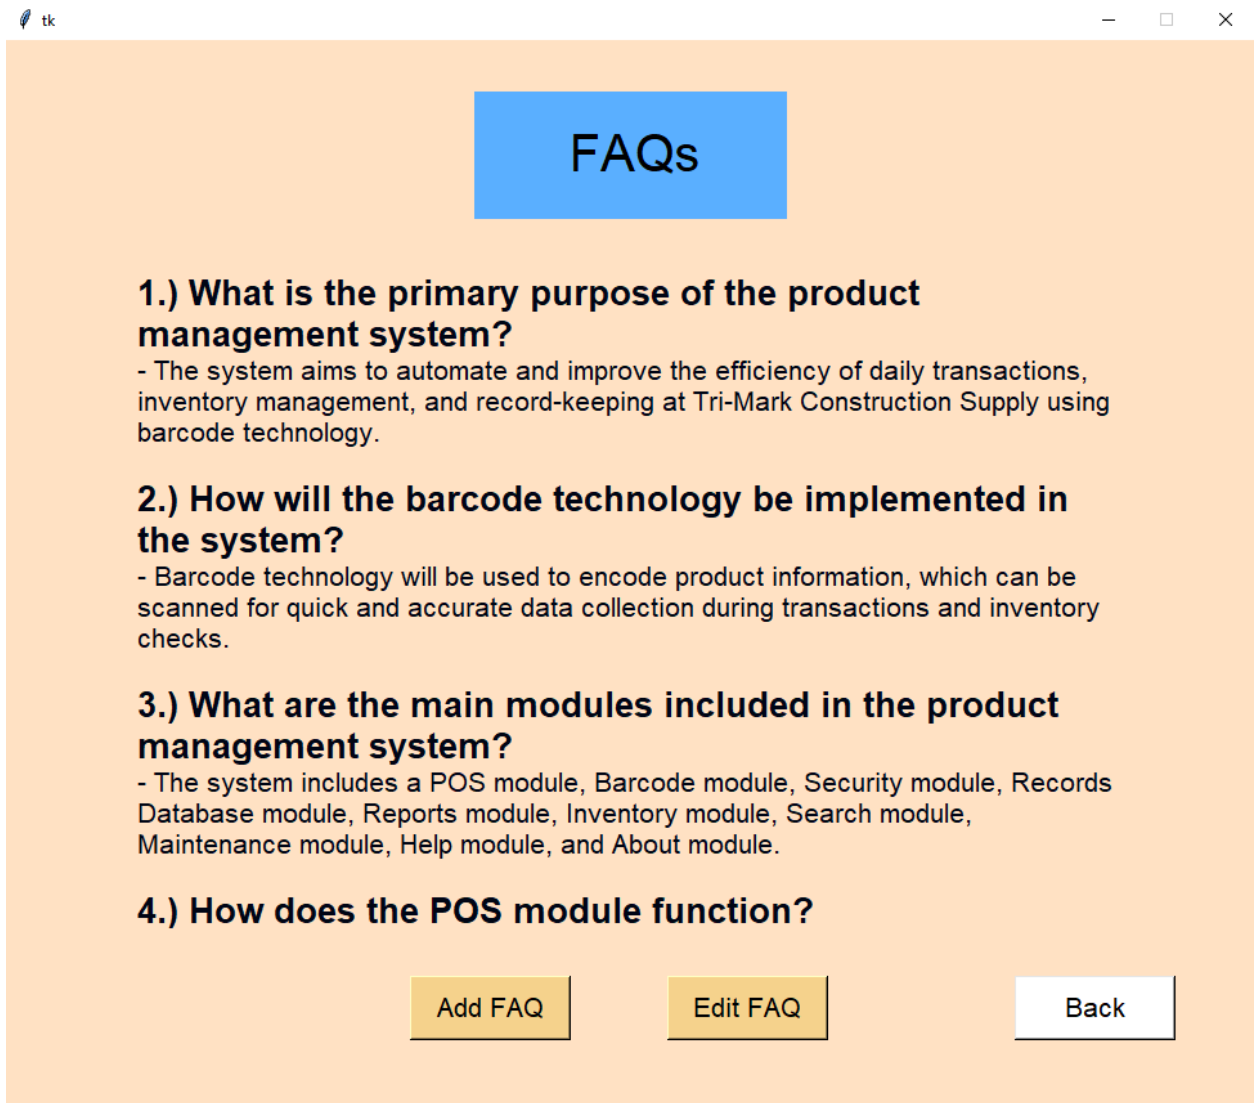 tk
FAQs
1.) What is the primary purpose of the product
management system?
- The system aims to automate and improve the efficiency of daily transactions,
inventory management, and record-keeping at Tri-Mark Construction Supply using
barcode technology.
2.) How will the barcode technology be implemented in
the system?
- Barcode technology will be used to encode product information, which can be
scanned for quick and accurate data collection during transactions and inventory
checks.
3.) What are the main modules included in the product
management system?
- The system includes a POS module, Barcode module, Security module, Records
Database module, Reports module, Inventory module, Search module,
Maintenance module, Help module, and About module.
4.) How does the POS module function?
Add FAQ
Edit FAQ
Back